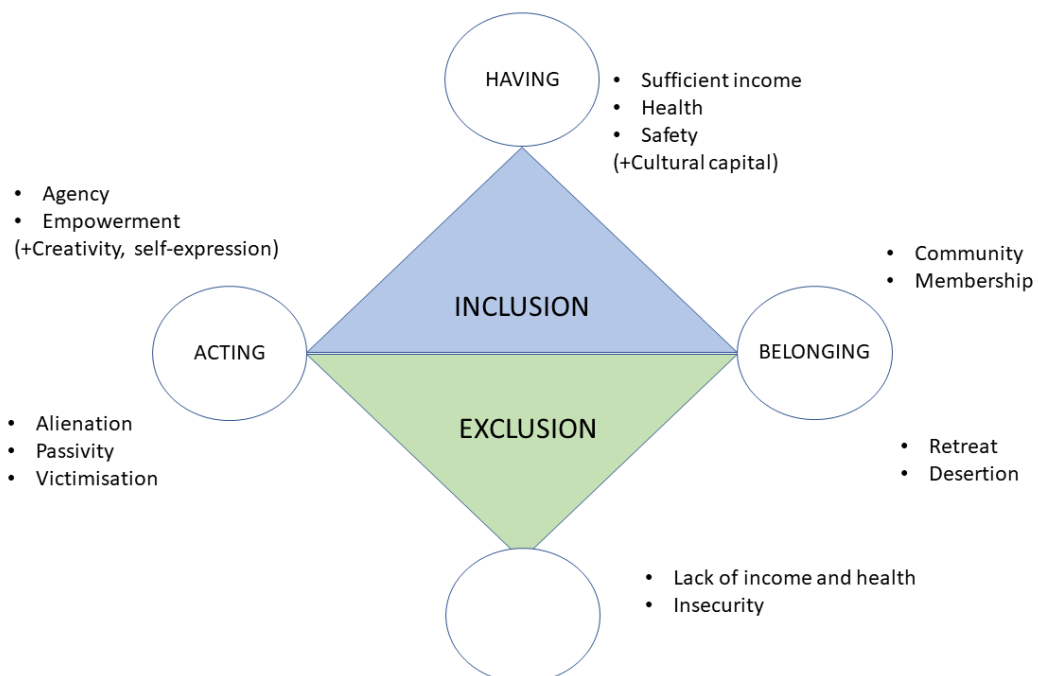 HAVING
• Sufficient income
• Health
• Safety
(+Cultural capital)
• Agency
• Empowerment
(+Creativity, self-expression)
• Community
• Membership
INCLUSION
ACTING
BELONGING
EXCLUSION
• Alienation
• Passivity
• Victimisation
• Retreat
• Desertion
• Lack of income and health
• Insecurity